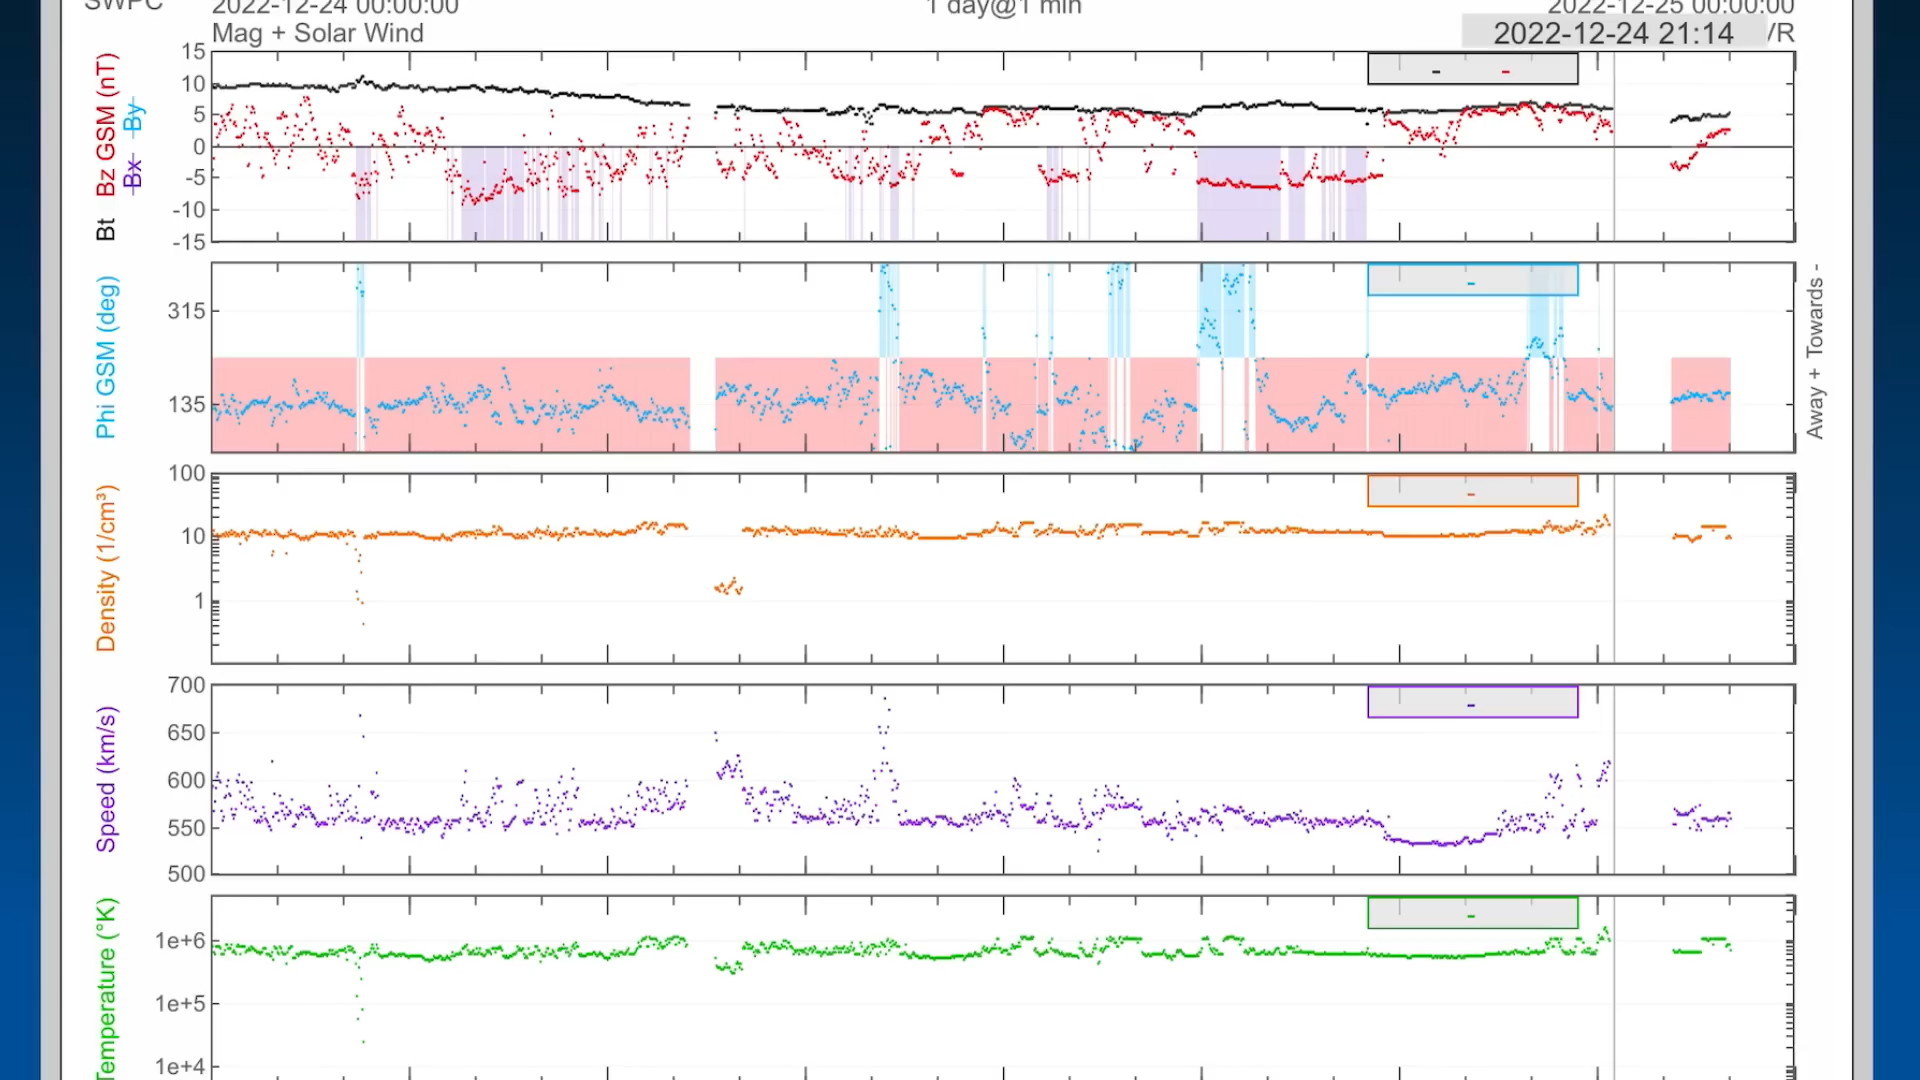 SWPC 2022-12-24 00:00:00 1 day@1 min 2022-12-25 00:00:00
Mag + Solar Wind 2022-12-24 21:14 VR
Bt Bz GSM (nT)
Bx By
15
10
5
0
-5
-10
-15
Phi GSM (deg)
315
135
Away + Towards -
Density (1/cm³)
100
10
1
Speed (km/s)
700
650
600
550
500
Temperature (°K)
1e+6
1e+5
1e+4